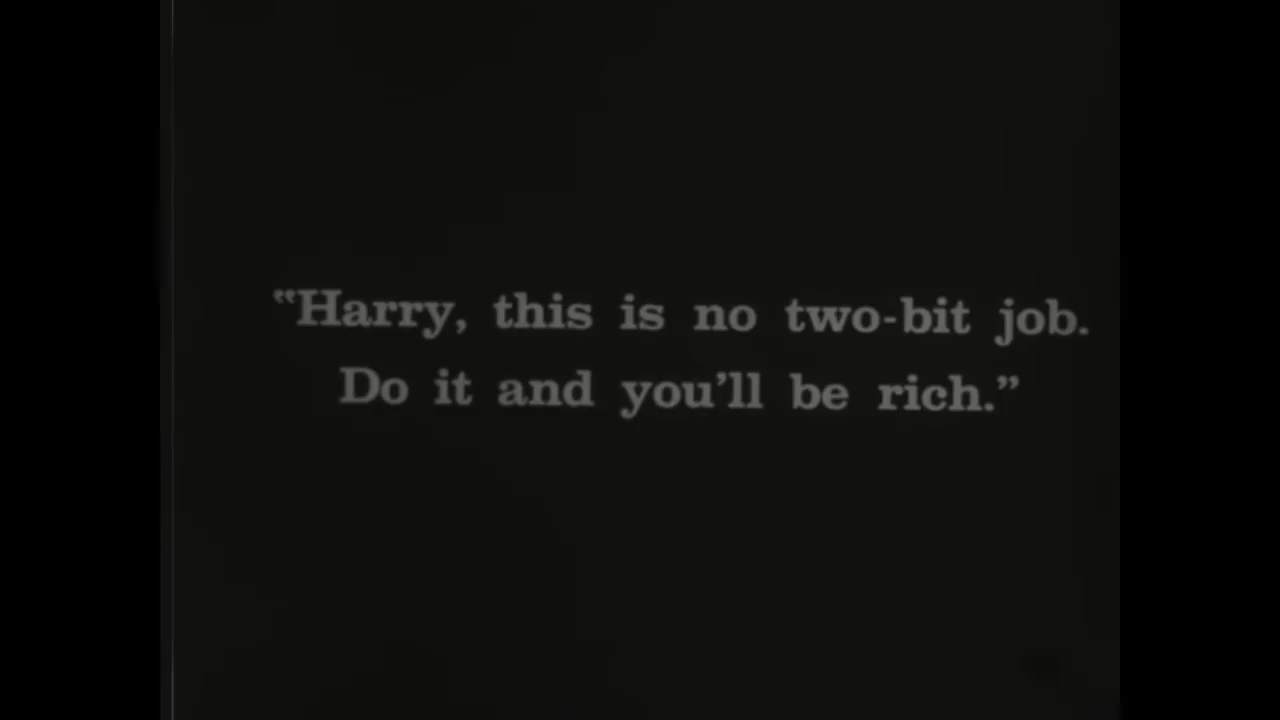 “Harry, this is no two-bit job.
Do it and you’ll be rich.”